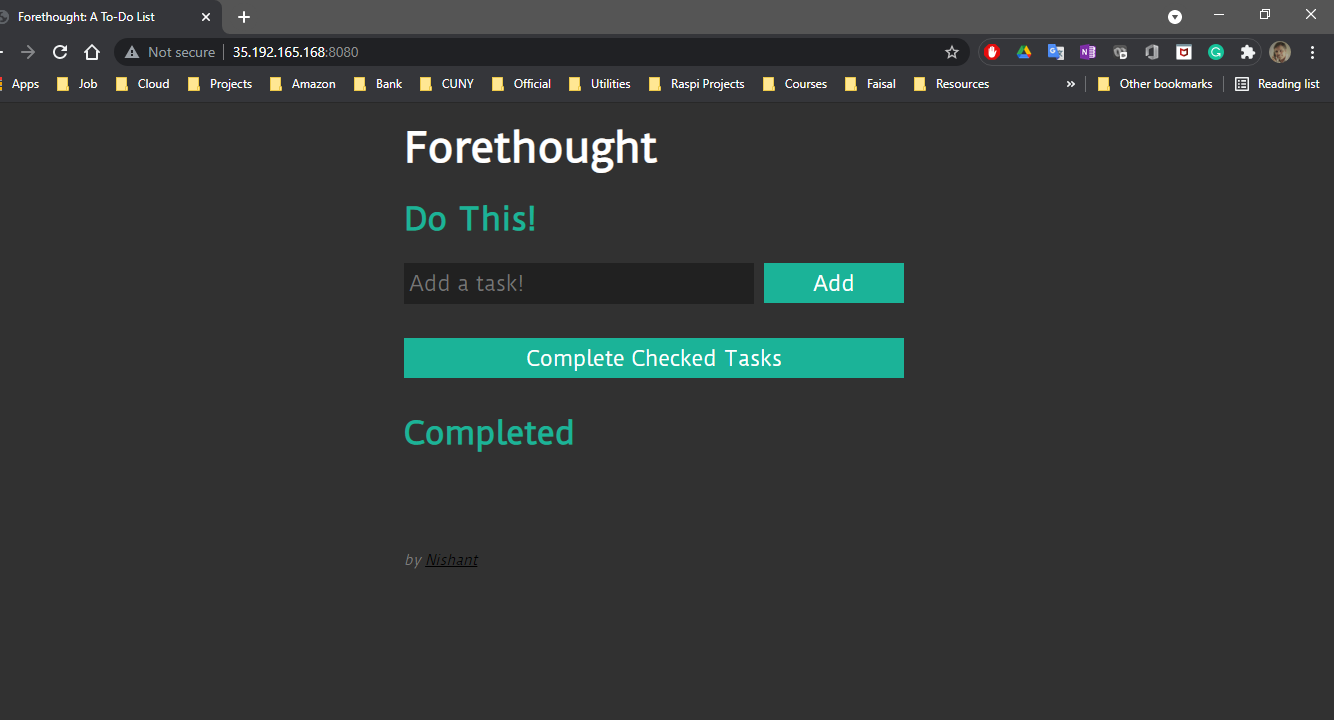 Forethought: A To-Do List
Not secure 35.192.165.168:8080
Apps Job Cloud Projects Amazon Bank CUNY Official Utilities Raspi Projects Courses Faisal Resources » Other bookmarks Reading list
Forethought
Do This!
Add a task! Add
Complete Checked Tasks
Completed
by Nishant